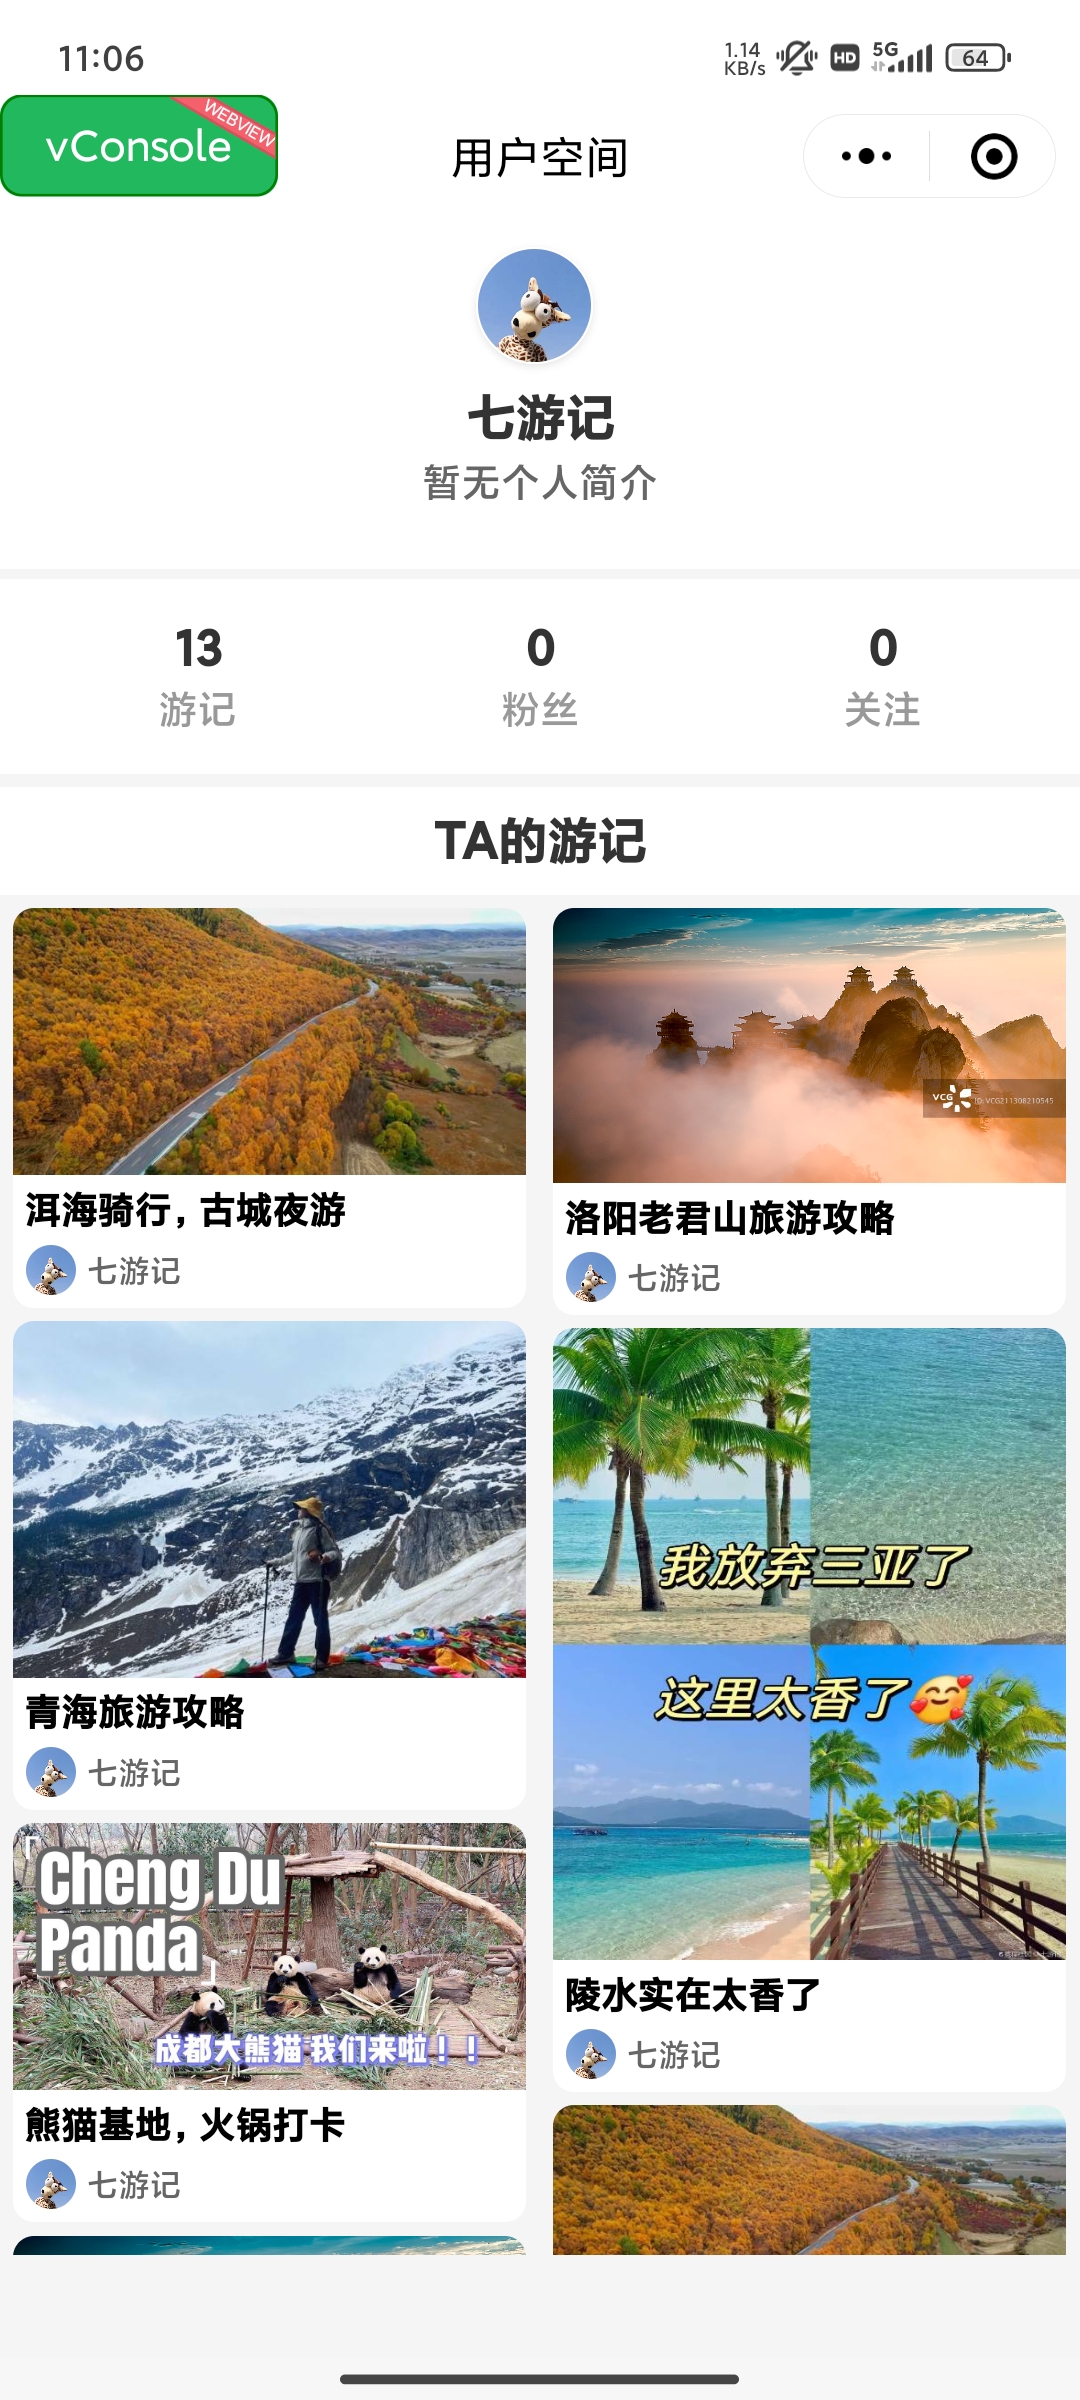 11:06
1.14
KB/s
HD
5G
64
vConsole
WEBVIEW
用户空间
七游记
暂无个人简介
13
游记
0
粉丝
0
关注
TA的游记
洱海骑行，古城夜游
七游记
VCG
ID: VCG211308210545
洛阳老君山旅游攻略
七游记
青海旅游攻略
七游记
我放弃三亚了
这里太香了
陵水实在太香了
七游记
「Cheng Du
Panda」
成都大熊猫 我们来啦！！
熊猫基地，火锅打卡
七游记